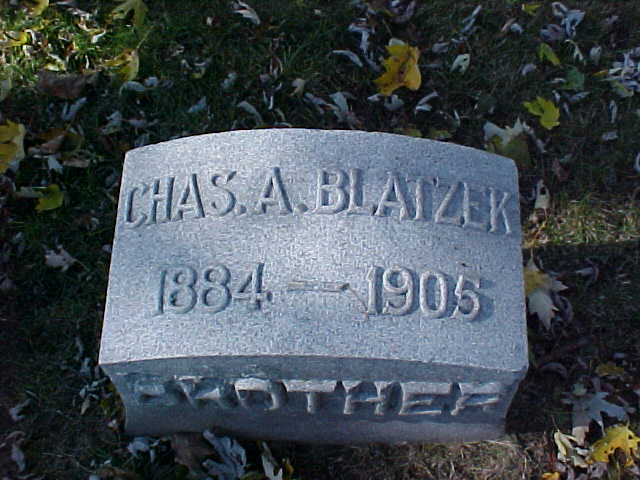 CHAS. A. BLATZEK
1884 — 1905
BROTHER